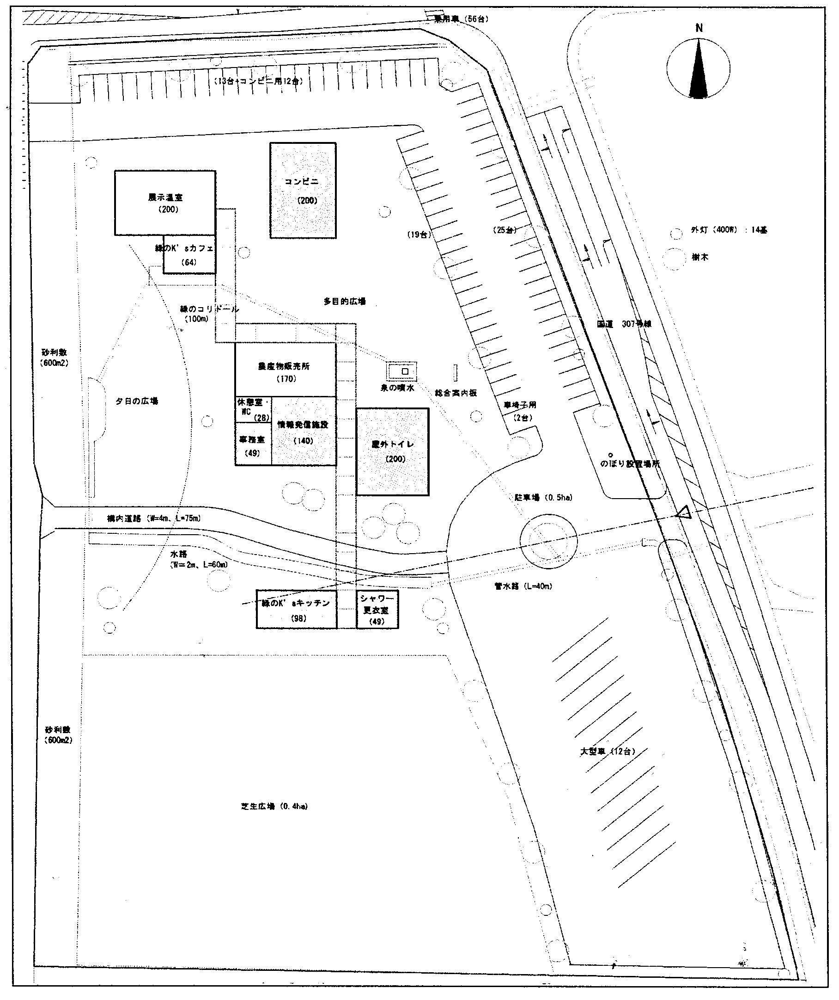 乗用車（56台）
N
（13台+コンビニ用12台）
コンビニ
（200）
展示温室
（200）
緑のK'sカフェ
（64）
（19台）
（25台）
外灯（400W）：14基
樹木
多目的広場
緑のコリドール
（100m）
国道　307号線
砂利敷
（600m2）
農産物販売所
（170）
泉の噴水
総合案内板
夕日の広場
休憩室・
WC
（28）
情報発信施設
（140）
事務室
（49）
車椅子用
（2台）
屋外トイレ
（200）
のぼり設置場所
駐車場（0.5ha）
構内道路（W=4m、L=75m）
水路
（W=2m、L=60m）
管水路（L=40m）
緑のK'sキッチン
（98）
シャワー
更衣室
（49）
砂利敷
（600m2）
大型車（12台）
芝生広場（0.4ha）